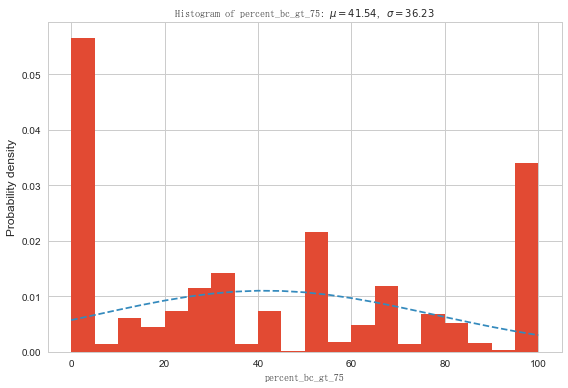 Histogram of percent_bc_gt_75: μ = 41.54, σ = 36.23
Probability density
0.05
0.04
0.03
0.02
0.01
0.00
0 20 40 60 80 100
percent_bc_gt_75